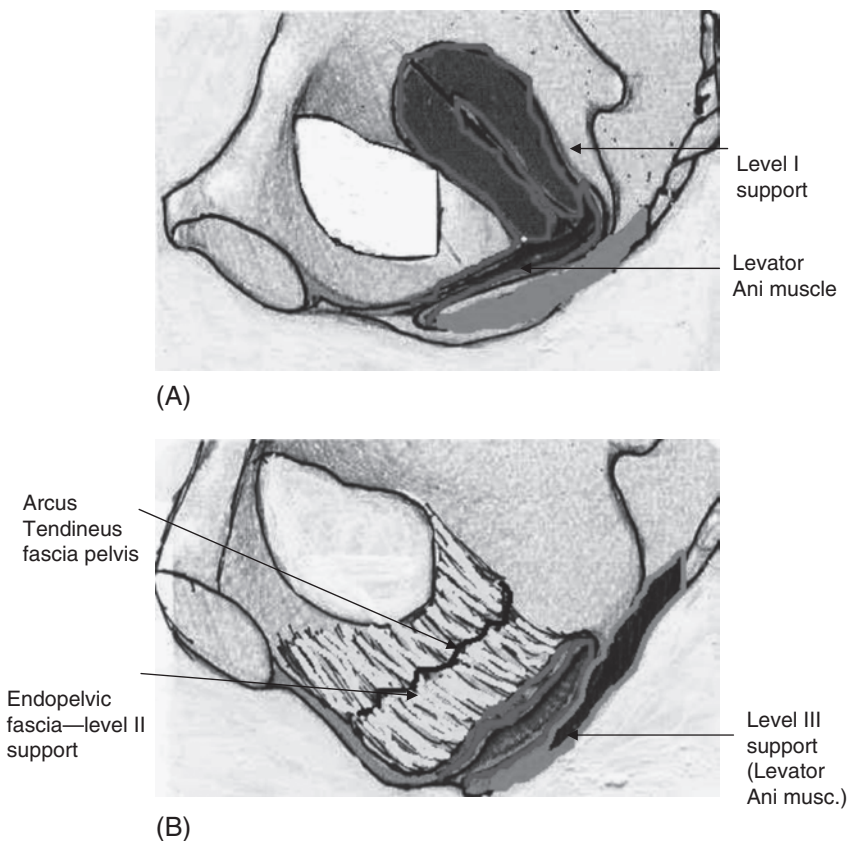 Level I
support
Levator
Ani muscle
(A)
Arcus
Tendineus
fascia pelvis
Endopelvic
fascia—level II
support
Level III
support
(Levator
Ani musc.)
(B)